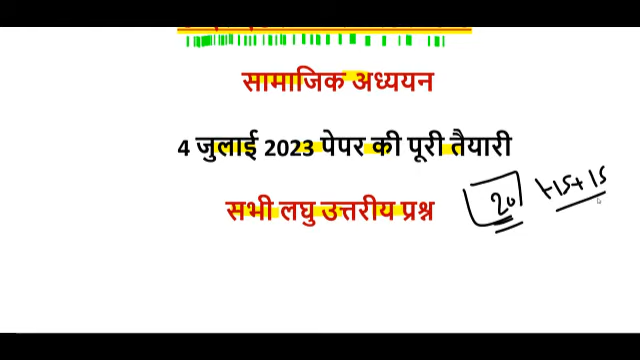 सामाजिक अध्ययन
4 जुलाई 2023 पेपर की पूरी तैयारी
सभी लघु उत्तरीय प्रश्न
20 +15+15